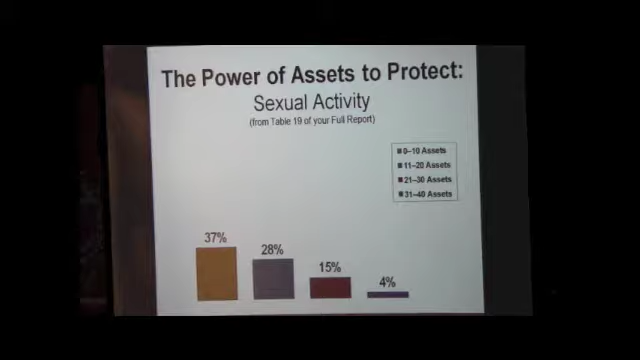 The Power of Assets to Protect:
Sexual Activity
(from Table 19 of your Full Report)
0–10 Assets
11–20 Assets
21–30 Assets
31–40 Assets
37%
28%
15%
4%